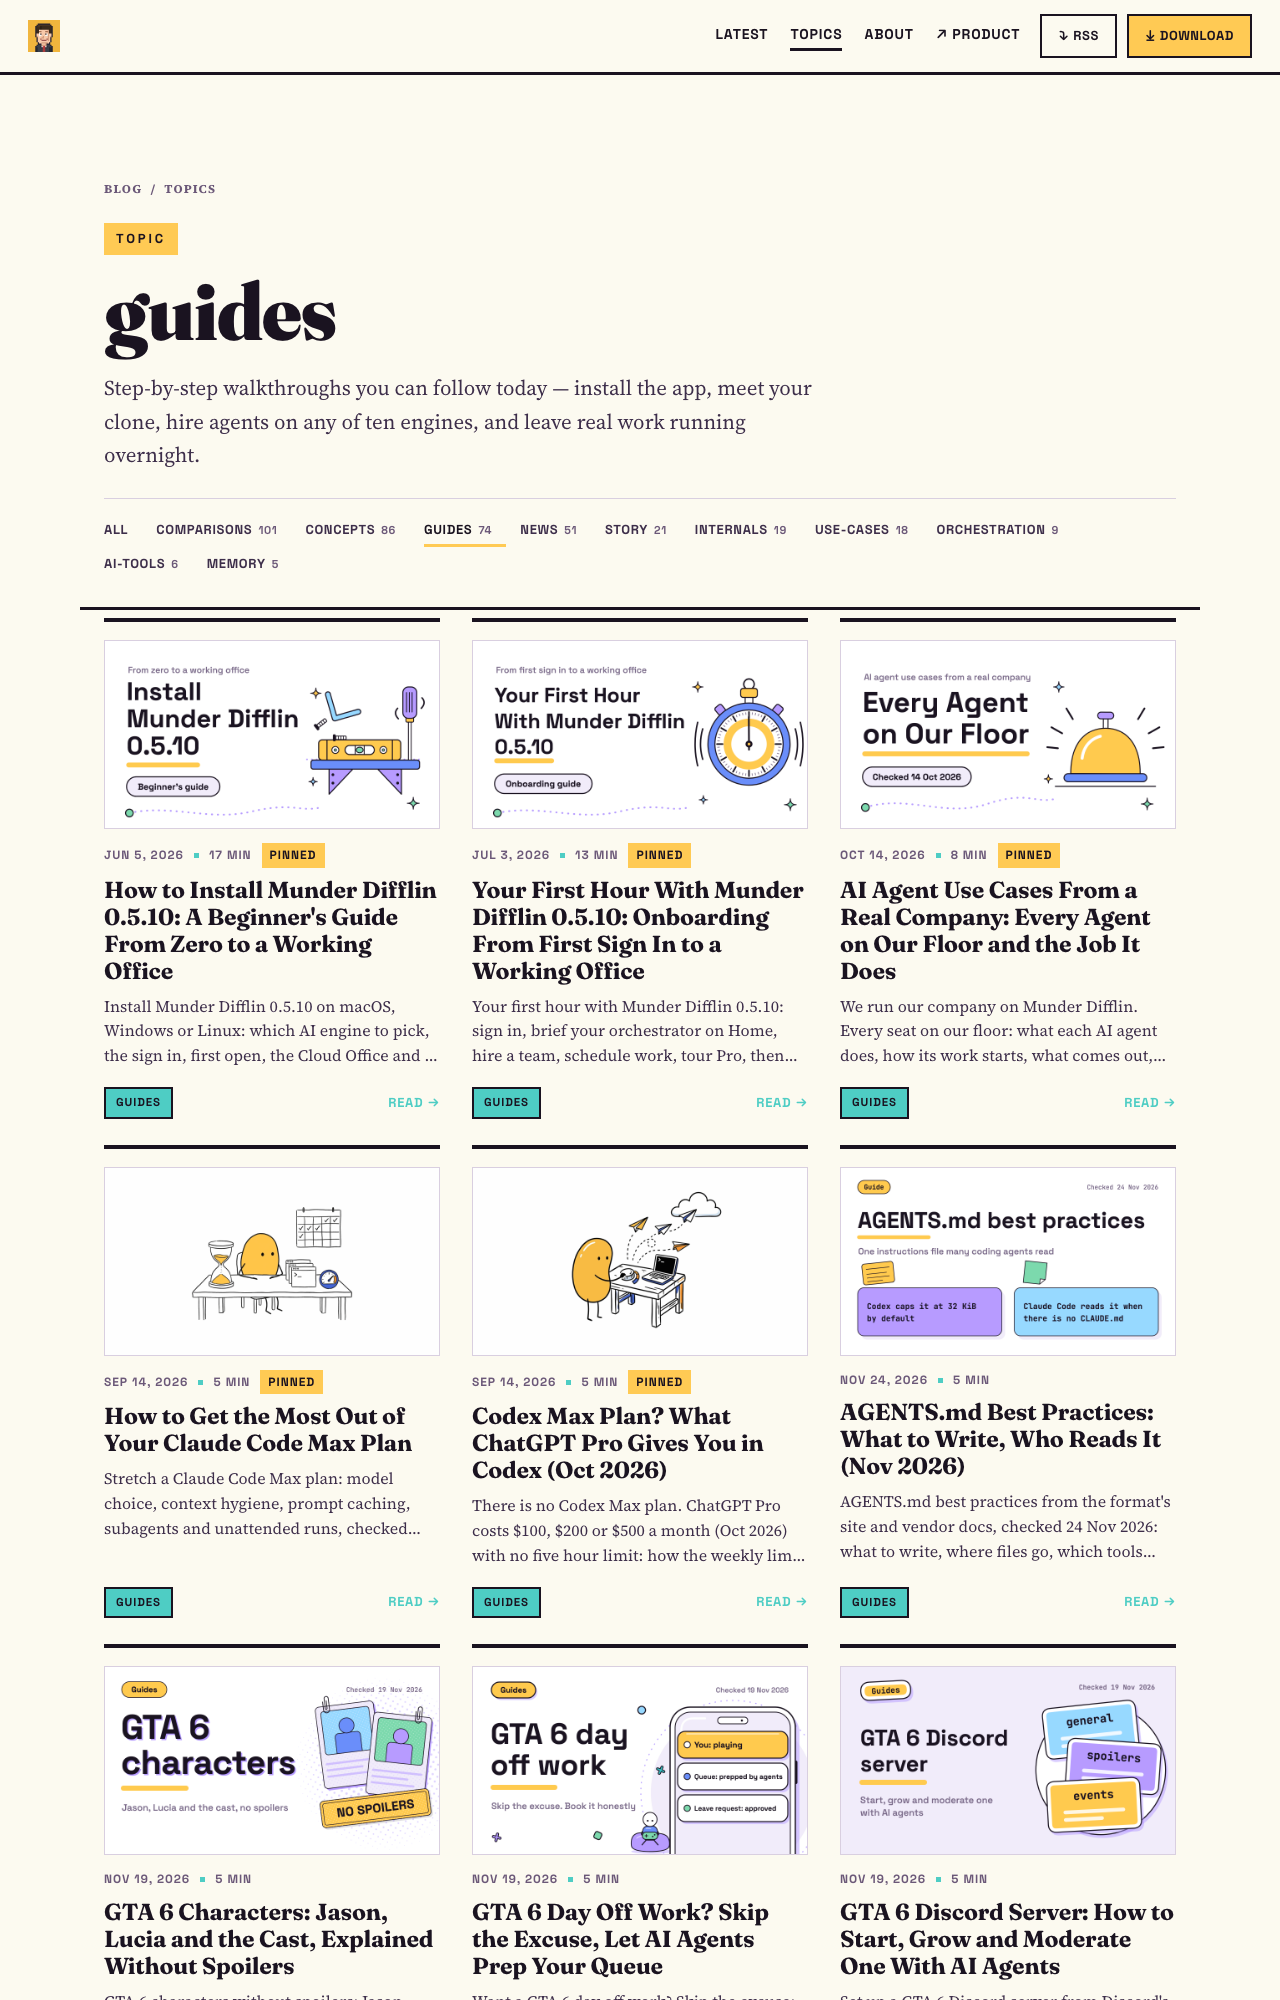 LATEST TOPICS ABOUT ↗ PRODUCT RSS DOWNLOAD
BLOG / TOPICS
TOPIC
guides
Step-by-step walkthroughs you can follow today — install the app, meet your
clone, hire agents on any of ten engines, and leave real work running
overnight.
ALL COMPARISONS 101 CONCEPTS 86 GUIDES 74 NEWS 51 STORY 21 INTERNALS 19 USE-CASES 18 ORCHESTRATION 9
AI-TOOLS 6 MEMORY 5
From zero to a working office
Install
Munder Difflin
0.5.10
Beginner's guide
JUN 5, 2026 17 MIN PINNED
How to Install Munder Difflin
0.5.10: A Beginner's Guide
From Zero to a Working
Office
Install Munder Difflin 0.5.10 on macOS,
Windows or Linux: which AI engine to pick,
the sign in, first open, the Cloud Office and ...
GUIDES READ →
From first sign in to a working office
Your First Hour
With Munder Difflin
0.5.10
Onboarding guide
JUL 3, 2026 13 MIN PINNED
Your First Hour With Munder
Difflin 0.5.10: Onboarding
From First Sign In to a
Working Office
Your first hour with Munder Difflin 0.5.10:
sign in, brief your orchestrator on Home,
hire a team, schedule work, tour Pro, then...
GUIDES READ →
AI agent use cases from a real company
Every Agent
on Our Floor
Checked 14 Oct 2026
OCT 14, 2026 8 MIN PINNED
AI Agent Use Cases From a
Real Company: Every Agent
on Our Floor and the Job It
Does
We run our company on Munder Difflin.
Every seat on our floor: what each AI agent
does, how its work starts, what comes out,...
GUIDES READ →
SEP 14, 2026 5 MIN PINNED
How to Get the Most Out of
Your Claude Code Max Plan
Stretch a Claude Code Max plan: model
choice, context hygiene, prompt caching,
subagents and unattended runs, checked...
GUIDES READ →
SEP 14, 2026 5 MIN PINNED
Codex Max Plan? What
ChatGPT Pro Gives You in
Codex (Oct 2026)
There is no Codex Max plan. ChatGPT Pro
costs $100, $200 or $500 a month (Oct 2026)
with no five hour limit: how the weekly lim...
GUIDES READ →
Guide Checked 24 Nov 2026
AGENTS.md best practices
One instructions file many coding agents read
Codex caps it at 32 KiB
by default
Claude Code reads it when
there is no CLAUDE.md
NOV 24, 2026 5 MIN
AGENTS.md Best Practices:
What to Write, Who Reads It
(Nov 2026)
AGENTS.md best practices from the format's
site and vendor docs, checked 24 Nov 2026:
what to write, where files go, which tools...
GUIDES READ →
Guides Checked 19 Nov 2026
GTA 6
characters
Jason, Lucia and the cast, no spoilers
NO SPOILERS
NOV 19, 2026 5 MIN
GTA 6 Characters: Jason,
Lucia and the Cast, Explained
Without Spoilers
GTA 6 characters without spoilers: Jason,
Guides Checked 19 Nov 2026
GTA 6 day
off work
Skip the excuse. Book it honestly
You: playing
Queue: prepped by agents
Leave request: approved
NOV 19, 2026 5 MIN
GTA 6 Day Off Work? Skip
the Excuse, Let AI Agents
Prep Your Queue
Want a GTA 6 day off work? Skip the excuse:
Guides Checked 19 Nov 2026
GTA 6 Discord
server
Start, grow and moderate one
with AI agents
general
spoilers
events
NOV 19, 2026 5 MIN
GTA 6 Discord Server: How to
Start, Grow and Moderate
One With AI Agents
Set up a GTA 6 Discord server from Discord's